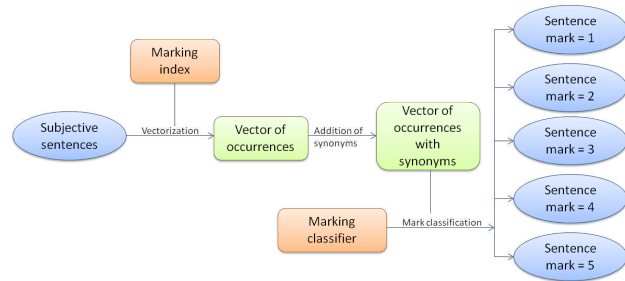 Marking
index
Subjective
sentences
Vectorization
Vector of
occurrences
Addition of
synonyms
Vector of
occurrences
with
synonyms
Marking
classifier
Mark classification
Sentence
mark = 1
Sentence
mark = 2
Sentence
mark = 3
Sentence
mark = 4
Sentence
mark = 5